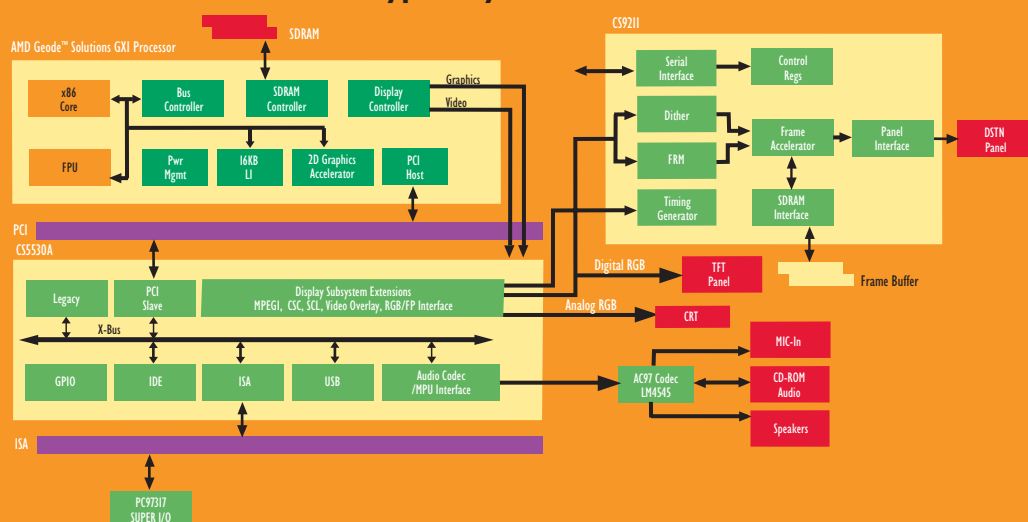 SDRAM
AMD Geode™ Solutions GX1 Processor
x86
Core
Bus
Controller
SDRAM
Controller
Display
Controller
Graphics
Video
FPU
Pwr
Mgmt
16KB
L1
2D Graphics
Accelerator
PCI
Host
PCI
CS5530A
Legacy
PCI
Slave
Display Subsystem Extensions
MPEG1, CSC, SCL, Video Overlay, RGB/FP Interface
X-Bus
GPIO
IDE
ISA
USB
Audio Codec
/MPU Interface
ISA
PC97317
SUPER I/O
CS9211
Serial
Interface
Control
Regs
Dither
FRM
Frame
Accelerator
Panel
Interface
DSTN
Panel
Timing
Generator
SDRAM
Interface
Frame Buffer
Digital RGB
TFT
Panel
Analog RGB
CRT
AC97 Codec
LM4545
MIC-In
CD-ROM
Audio
Speakers